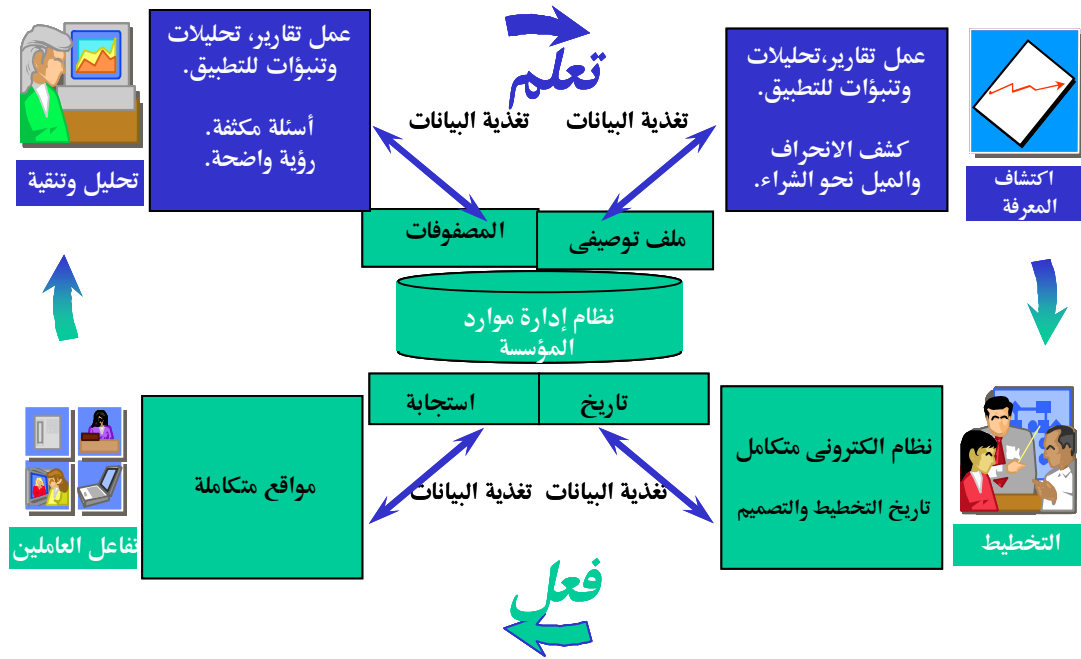 تعلم
عمل تقارير،تحليلات
وتنبؤات للتطبيق.
كشف الانحراف
والميل نحو الشراء.
اكتشاف
المعرفة
عمل تقارير، تحليلات
وتنبؤات للتطبيق.
أسئلة مكثفة.
رؤية واضحة.
تحليل وتنقية
تغذية البيانات
تغذية البيانات
ملف توصيفى
المصفوفات
نظام إدارة موارد
المؤسسة
تاريخ
استجابة
نظام الكترونى متكامل
تاريخ التخطيط والتصميم
التخطيط
تغذية البيانات
تغذية البيانات
مواقع متكاملة
تفاعل العاملين
فعل